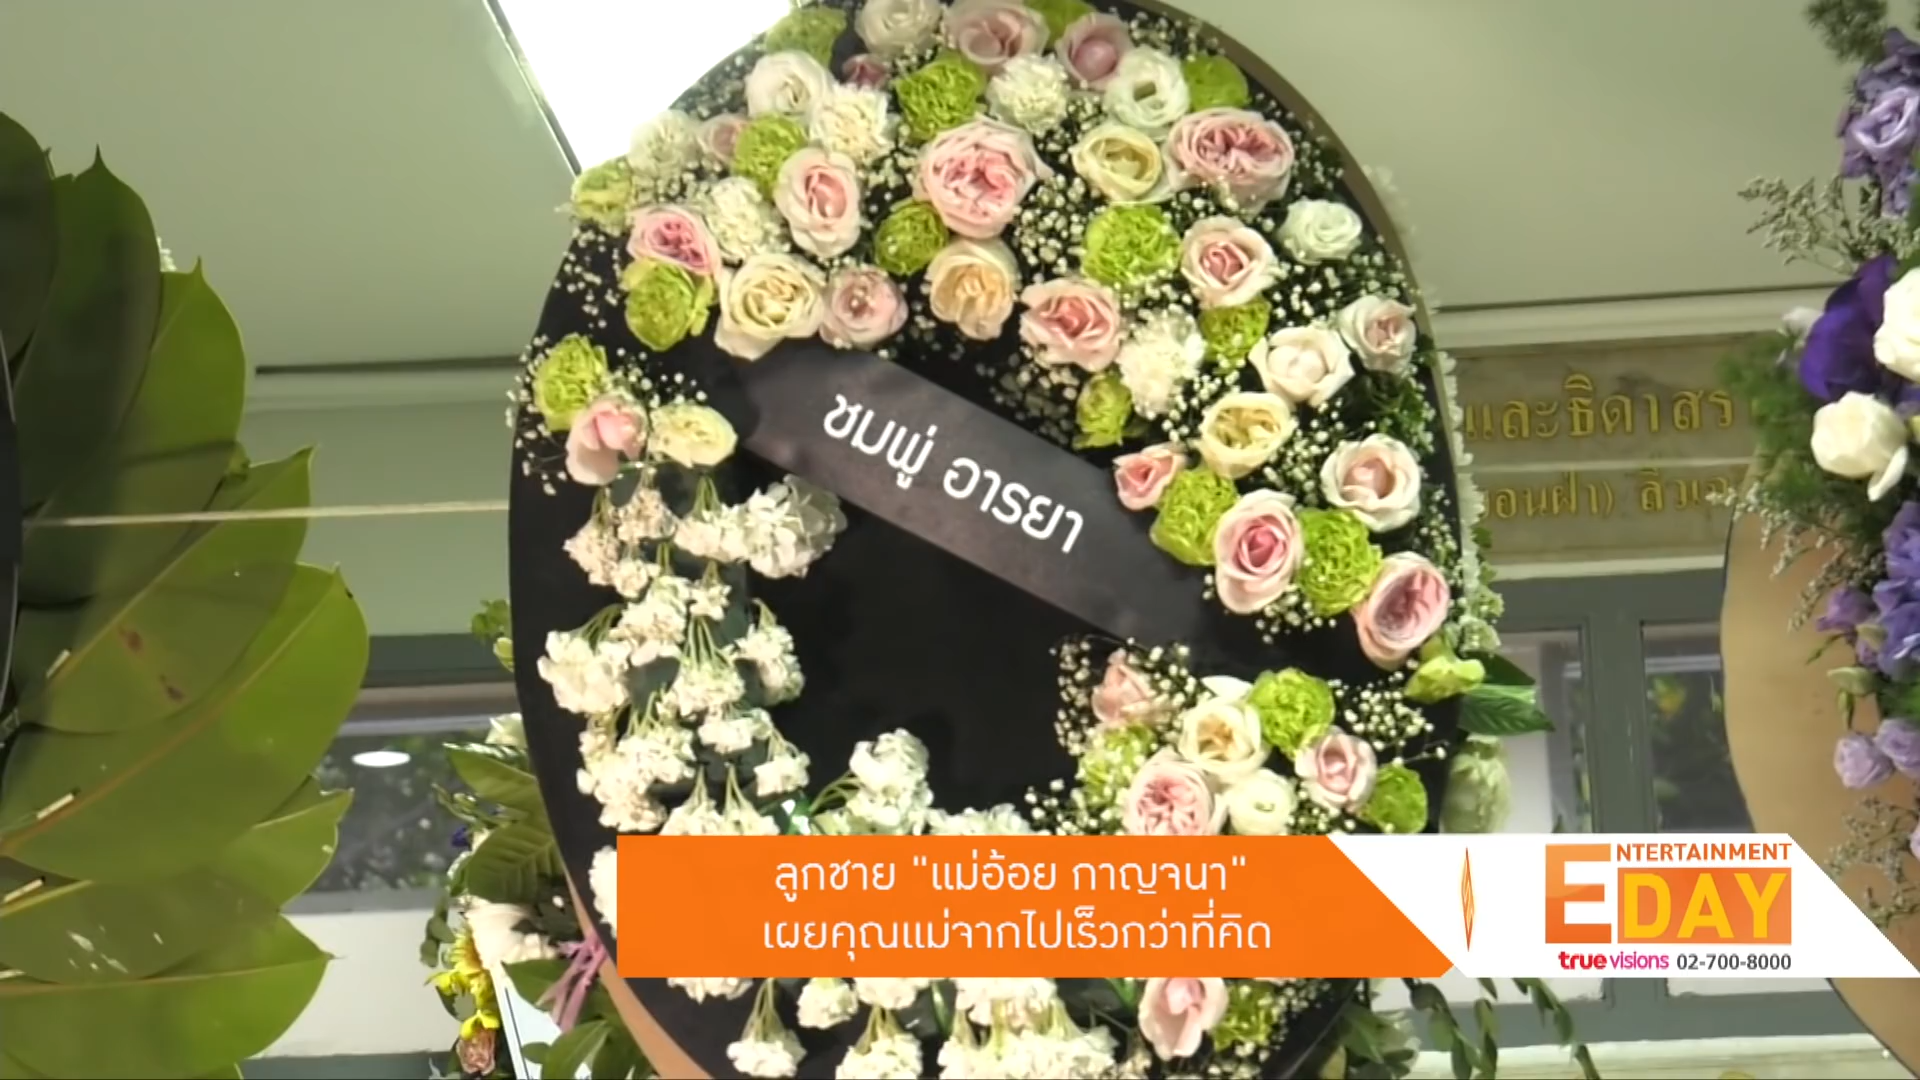 ชมพู่ อารยา
และธิดาสร
ลูกชาย "แม่อ้อย กาญจนา"
เผยคุณแม่จากไปเร็วกว่าที่คิด
ENTERTAINMENT
DAY
truevisions 02-700-8000